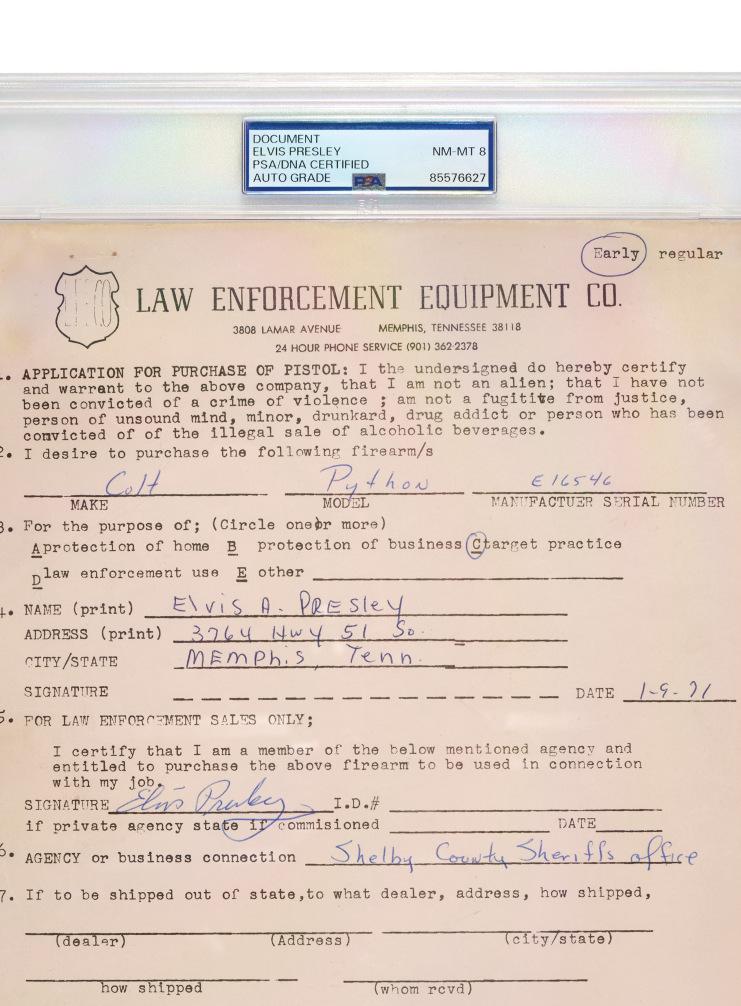 DOCUMENT
ELVIS PRESLEY NM-MT 8
PSA/DNA CERTIFIED
AUTO GRADE PSA 85576627
Early regular
LAW ENFORCEMENT EQUIPMENT CO.
3808 LAMAR AVENUE MEMPHIS, TENNESSEE 38118
24 HOUR PHONE SERVICE (901) 362-2378
1. APPLICATION FOR PURCHASE OF PISTOL: I the undersigned do hereby certify
and warrant to the above company, that I am not an alien; that I have not
been convicted of a crime of violence ; am not a fugitive from justice,
person of unsound mind, minor, drunkard, drug addict or person who has been
convicted of of the illegal sale of alcoholic beverages.
2. I desire to purchase the following firearm/s
Colt Python E16546
MAKE MODEL MANUFACTUER SERIAL NUMBER
3. For the purpose of; (Circle one or more)
A protection of home B protection of business C target practice
D law enforcement use E other
4. NAME (print) Elvis A. PRESley
ADDRESS (print) 3764 Hwy 51 So.
CITY/STATE MEMPhis, Tenn.
SIGNATURE DATE 1-9-71
5. FOR LAW ENFORCEMENT SALES ONLY;
I certify that I am a member of the below mentioned agency and
entitled to purchase the above firearm to be used in connection
with my job.
SIGNATURE Elvis Presley I.D.#
if private agency state if commisioned DATE
6. AGENCY or business connection Shelby County Sheriffs office
7. If to be shipped out of state,to what dealer, address, how shipped,
(dealer) (Address) (city/state)
how shipped (whom rcvd)